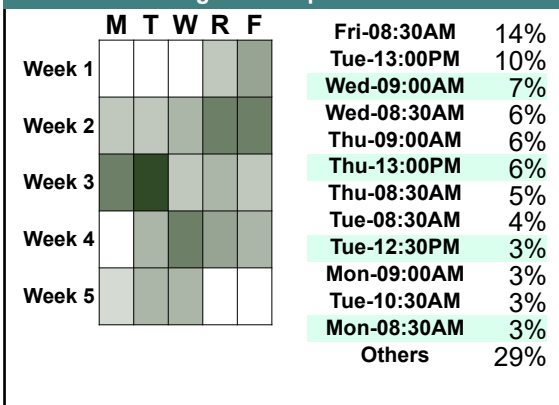 M T W R F
Week 1
Week 2
Week 3
Week 4
Week 5
Fri-08:30AM 14%
Tue-13:00PM 10%
Wed-09:00AM 7%
Wed-08:30AM 6%
Thu-09:00AM 6%
Thu-13:00PM 6%
Thu-08:30AM 5%
Tue-08:30AM 4%
Tue-12:30PM 3%
Mon-09:00AM 3%
Tue-10:30AM 3%
Mon-08:30AM 3%
Others 29%